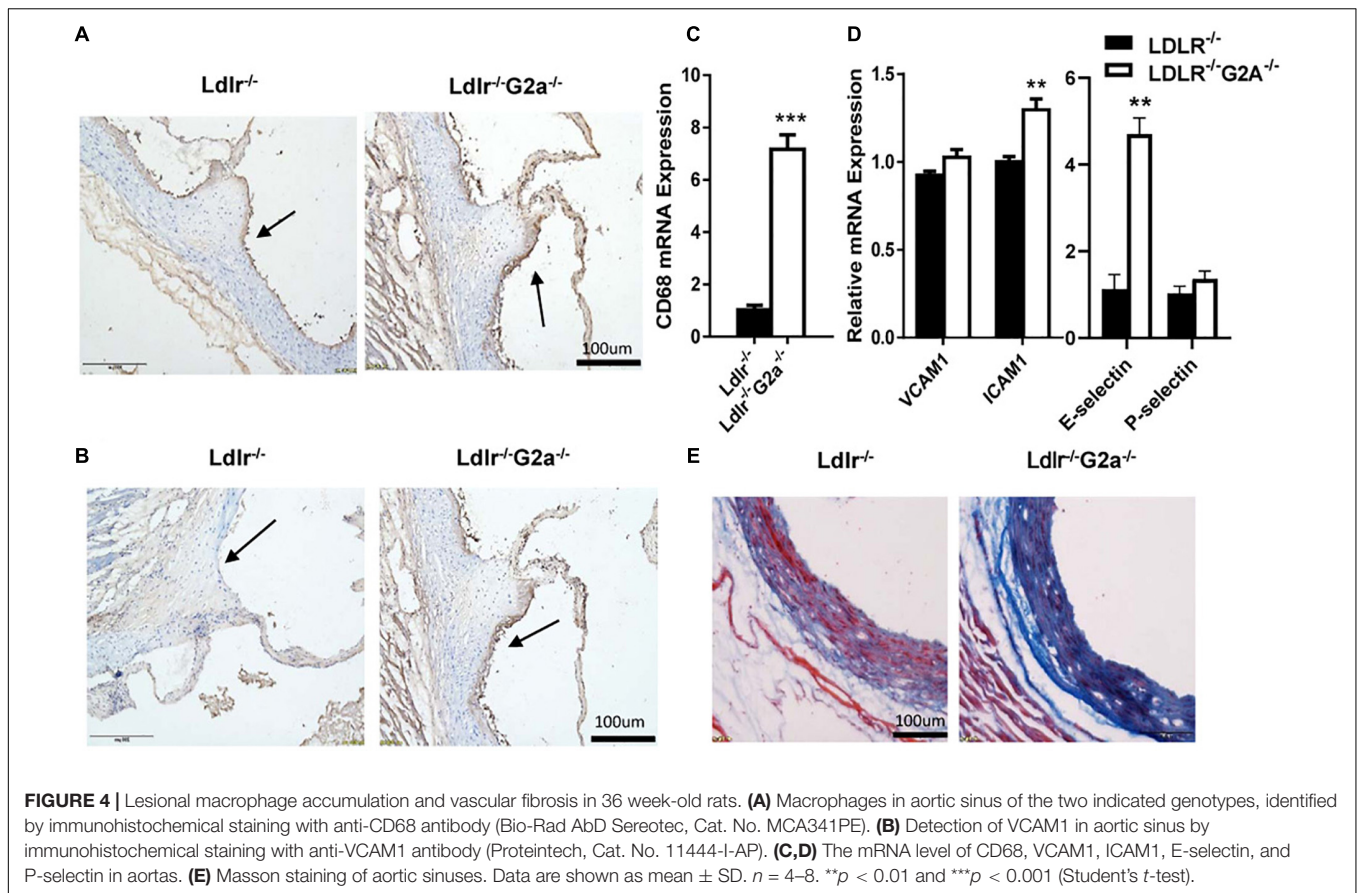 A
Ldlr-/-
Ldlr-/-G2a-/-
100um
B
Ldlr-/-
Ldlr-/-G2a-/-
100um
C
CD68 mRNA Expression
10
8
6
4
2
0
***
Ldlr-/-
Ldlr-/-G2a-/-
D
LDLR-/-
LDLR-/-G2A-/-
Relative mRNA Expression
1.5
1.0
0.5
0.0
**
VCAM1
ICAM1
6
4
2
0
**
E-selectin
P-selectin
E
Ldlr-/-
Ldlr-/-G2a-/-
100um
FIGURE 4 | Lesional macrophage accumulation and vascular fibrosis in 36 week-old rats. (A) Macrophages in aortic sinus of the two indicated genotypes, identified
by immunohistochemical staining with anti-CD68 antibody (Bio-Rad AbD Sereotec, Cat. No. MCA341PE). (B) Detection of VCAM1 in aortic sinus by
immunohistochemical staining with anti-VCAM1 antibody (Proteintech, Cat. No. 11444-I-AP). (C,D) The mRNA level of CD68, VCAM1, ICAM1, E-selectin, and
P-selectin in aortas. (E) Masson staining of aortic sinuses. Data are shown as mean ± SD. n = 4–8. **p < 0.01 and ***p < 0.001 (Student's t-test).